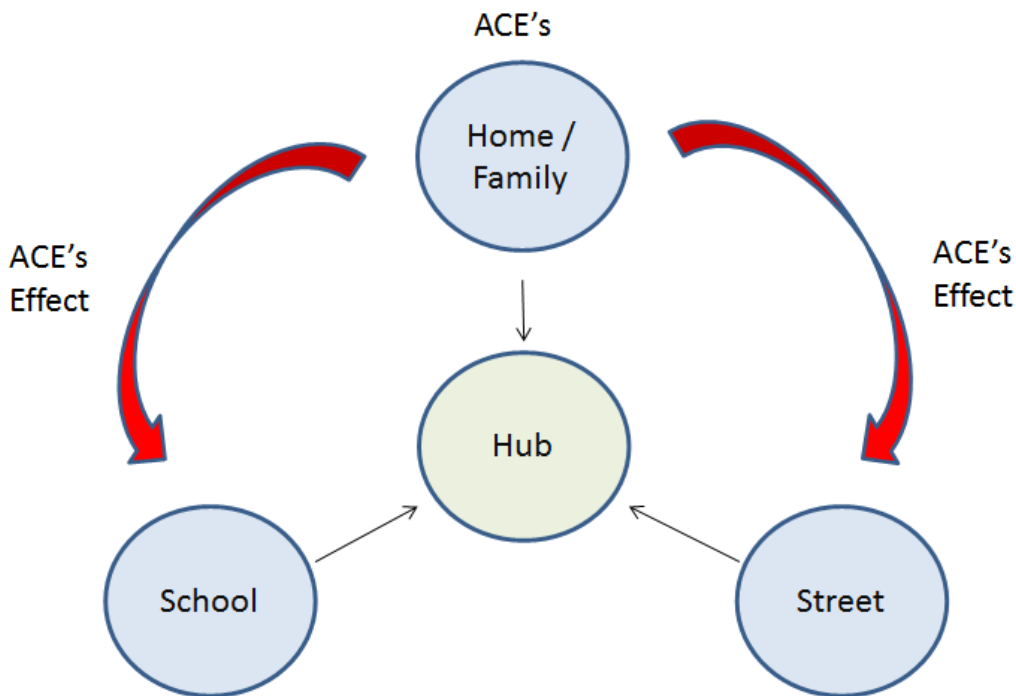 ACE’s
Home /
Family
ACE’s
Effect
ACE’s
Effect
Hub
School
Street